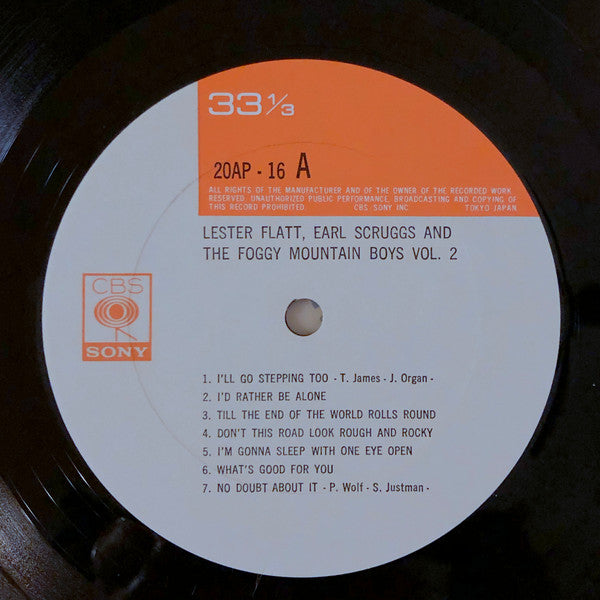 33 1/3
20AP - 16 A
ALL RIGHTS OF THE MANUFACTURER AND OF THE OWNER OF THE RECORDED WORK
RESERVED. UNAUTHORIZED PUBLIC PERFORMANCE, BROADCASTING AND COPYING OF
THIS RECORD PROHIBITED. CBS·SONY INC. TOKYO JAPAN
LESTER FLATT, EARL SCRUGGS AND
THE FOGGY MOUNTAIN BOYS VOL. 2
CBS
SONY
1. I'LL GO STEPPING TOO - T. James - J. Organ -
2. I'D RATHER BE ALONE
3. TILL THE END OF THE WORLD ROLLS ROUND
4. DON'T THIS ROAD LOOK ROUGH AND ROCKY
5. I'M GONNA SLEEP WITH ONE EYE OPEN
6. WHAT'S GOOD FOR YOU
7. NO DOUBT ABOUT IT - P. Wolf - S. Justman -